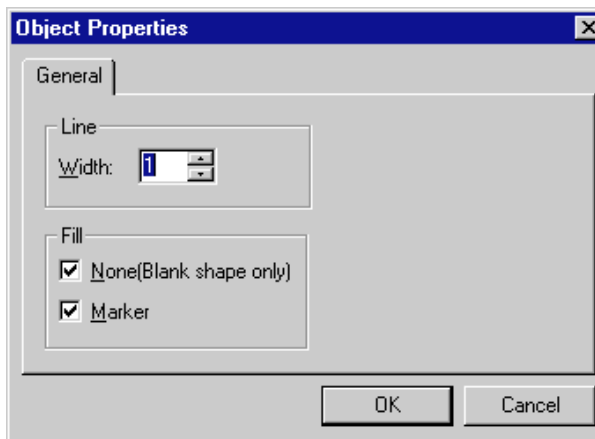 Object Properties
General
Line
Width: 1
Fill
None(Blank shape only)
Marker
OK Cancel